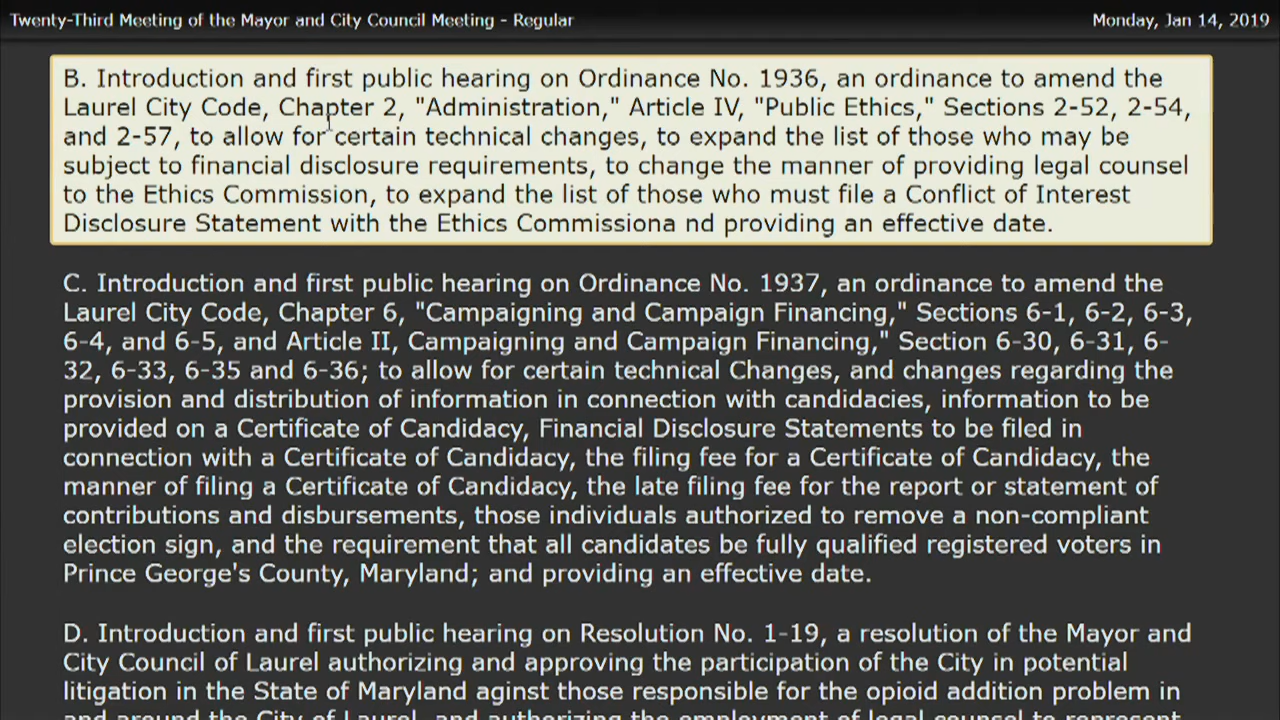 Twenty-Third Meeting of the Mayor and City Council Meeting - Regular
Monday, Jan 14, 2019
B. Introduction and first public hearing on Ordinance No. 1936, an ordinance to amend the
Laurel City Code, Chapter 2, "Administration," Article IV, "Public Ethics," Sections 2-52, 2-54,
and 2-57, to allow for certain technical changes, to expand the list of those who may be
subject to financial disclosure requirements, to change the manner of providing legal counsel
to the Ethics Commission, to expand the list of those who must file a Conflict of Interest
Disclosure Statement with the Ethics Commissiona nd providing an effective date.
C. Introduction and first public hearing on Ordinance No. 1937, an ordinance to amend the
Laurel City Code, Chapter 6, "Campaigning and Campaign Financing," Sections 6-1, 6-2, 6-3,
6-4, and 6-5, and Article II, Campaigning and Campaign Financing," Section 6-30, 6-31, 6-
32, 6-33, 6-35 and 6-36; to allow for certain technical Changes, and changes regarding the
provision and distribution of information in connection with candidacies, information to be
provided on a Certificate of Candidacy, Financial Disclosure Statements to be filed in
connection with a Certificate of Candidacy, the filing fee for a Certificate of Candidacy, the
manner of filing a Certificate of Candidacy, the late filing fee for the report or statement of
contributions and disbursements, those individuals authorized to remove a non-compliant
election sign, and the requirement that all candidates be fully qualified registered voters in
Prince George's County, Maryland; and providing an effective date.
D. Introduction and first public hearing on Resolution No. 1-19, a resolution of the Mayor and
City Council of Laurel authorizing and approving the participation of the City in potential
litigation in the State of Maryland aginst those responsible for the opioid addition problem in
and around the City of Laurel, and authorizing the employment of legal counsel to represent